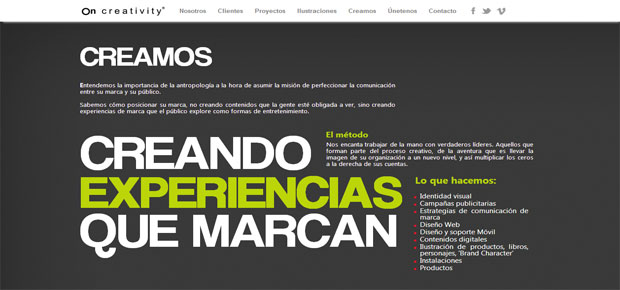 On creativity®
Nosotros Clientes Proyectos Ilustraciones Creamos Únetenos Contacto
CREAMOS
Entendemos la importancia de la antropología a la hora de asumir la misión de perfeccionar la comunicación
entre su marca y su público.
Sabemos cómo posicionar su marca, no creando contenidos que la gente esté obligada a ver, sino creando
experiencias de marca que el público explore como formas de entretenimiento.
CREANDO
EXPERIENCIAS
QUE MARCAN
El método
Nos encanta trabajar de la mano con verdaderos líderes. Aquellos que
forman parte del proceso creativo, de la aventura que es llevar la
imagen de su organización a un nuevo nivel, y así multiplicar los ceros
a la derecha de sus cuentas.
Lo que hacemos:
Identidad visual
Campañas publicitarias
Estrategias de comunicación de
marca
Diseño Web
Diseño y soporte Móvil
Contenidos digitales
Ilustración de productos, libros,
personajes, 'Brand Character'
Instalaciones
Productos